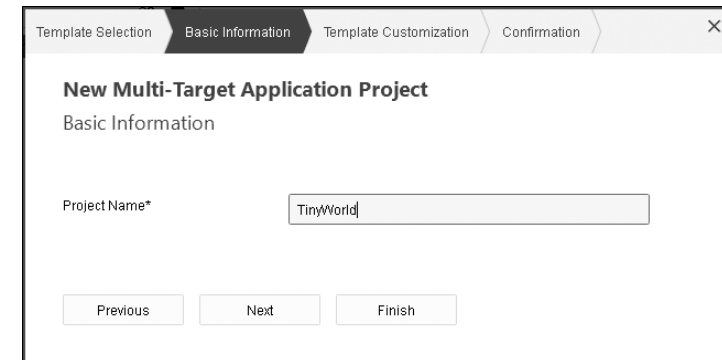 Template Selection Basic Information Template Customization Confirmation
New Multi-Target Application Project
Basic Information
Project Name* TinyWorld
Previous Next Finish